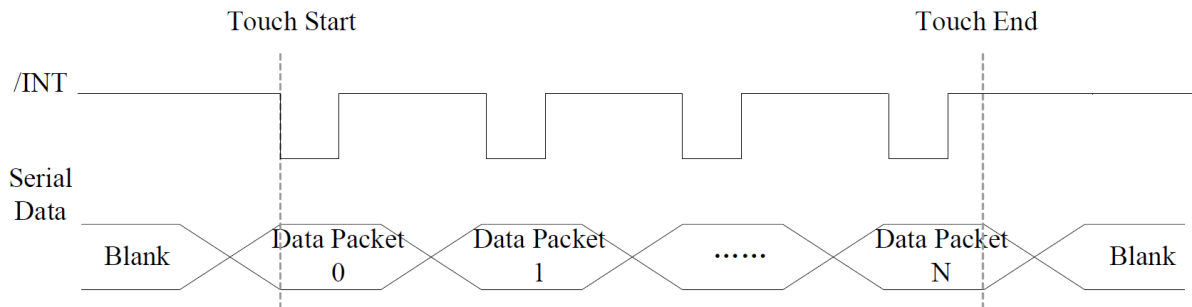 Touch Start
Touch End
/INT
Serial
Data
Blank
Data Packet
0
Data Packet
1
......
Data Packet
N
Blank